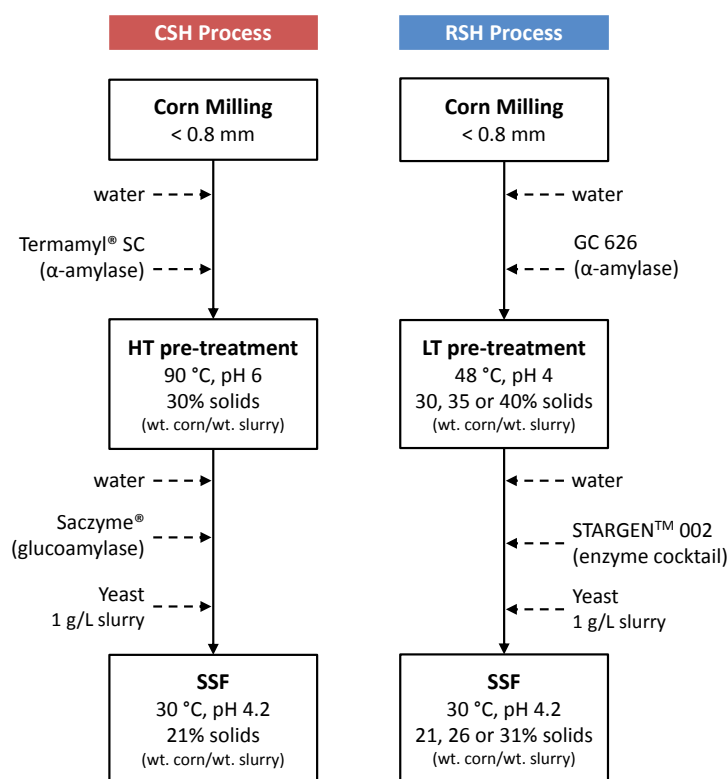 CSH Process
Corn Milling
< 0.8 mm
water
Termamyl® SC
(α-amylase)
HT pre-treatment
90 °C, pH 6
30% solids
(wt. corn/wt. slurry)
water
Saczyme®
(glucoamylase)
Yeast
1 g/L slurry
SSF
30 °C, pH 4.2
21% solids
(wt. corn/wt. slurry)
RSH Process
Corn Milling
< 0.8 mm
water
GC 626
(α-amylase)
LT pre-treatment
48 °C, pH 4
30, 35 or 40% solids
(wt. corn/wt. slurry)
water
STARGEN™ 002
(enzyme cocktail)
Yeast
1 g/L slurry
SSF
30 °C, pH 4.2
21, 26 or 31% solids
(wt. corn/wt. slurry)